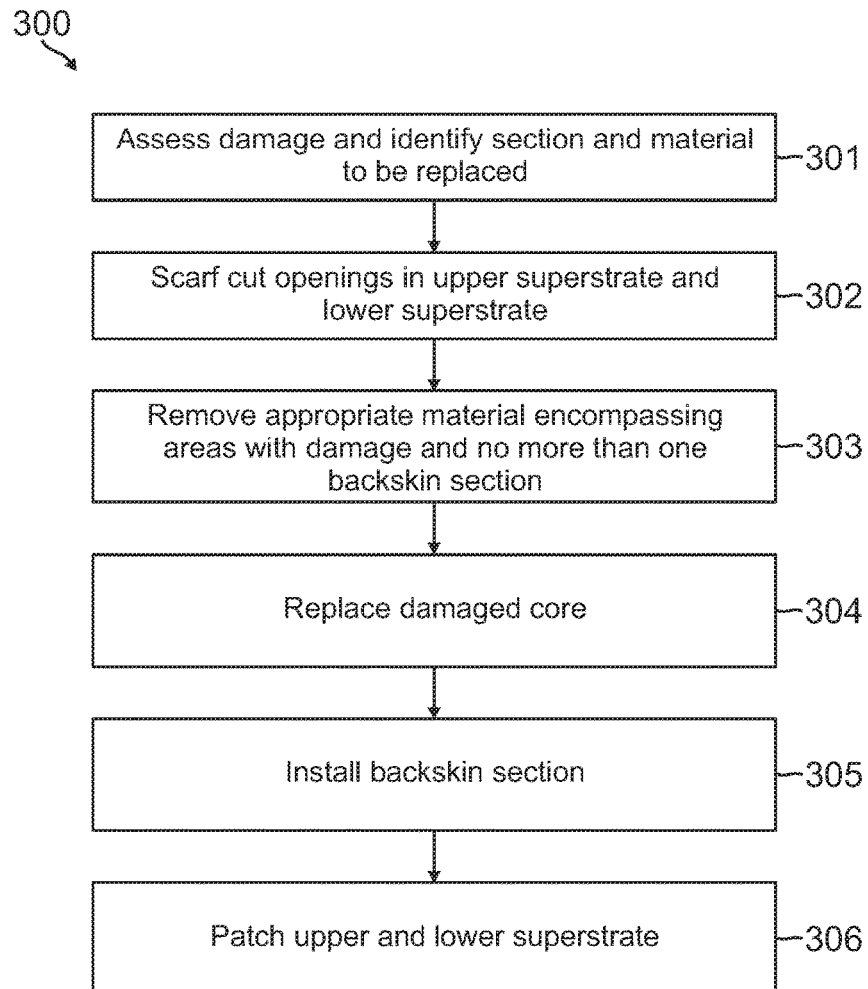 300
Assess damage and identify section and material
to be replaced
301
Scarf cut openings in upper superstrate and
lower superstrate
302
Remove appropriate material encompassing
areas with damage and no more than one
backskin section
303
Replace damaged core
304
Install backskin section
305
Patch upper and lower superstrate
306